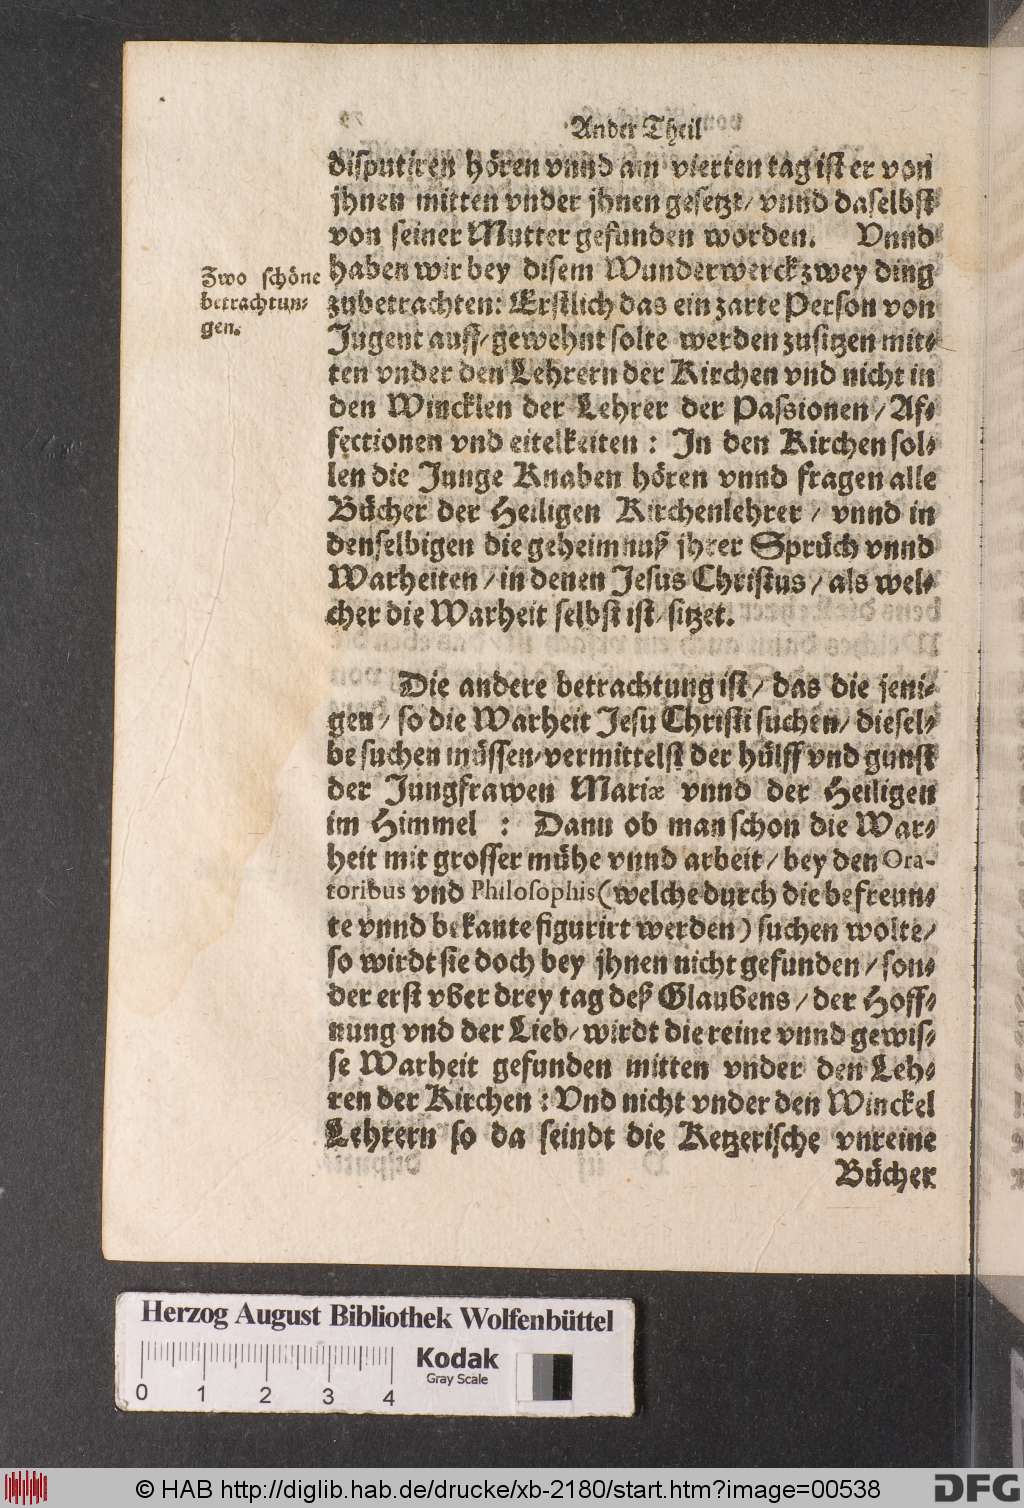 Ander Theil
disputiren hören vnnd am vierten tag ist er von
jhnen mitten vnder jhnen gesetzt/ vnnd daselbst
von seiner Mutter gefunden worden. Vnnd
haben wir bey disem Wunderwerck zwey ding
zubetrachten: Erstlich das ein zarte Person von
Jugent auff/ gewehnt solte werden zusitzen mit-
ten vnder den Lehrern der Kirchen vnd nicht in
den Wincklen der Lehrer der Passionen/ Af-
fectionen vnd eitelkeiten: In den Kirchen sol-
len die Junge Knaben hören vnnd fragen alle
Bücher der Heiligen Kirchenlehrer/ vnnd in
denselbigen die geheimnuß jhrer Sprüch vnnd
Warheiten/ in denen Jesus Christus/ als wel-
cher die Warheit selbst ist/ sitzet.
Zwo schöne
betrachtun-
gen.
Die andere betrachtung ist/ das die jeni-
gen/ so die Warheit Jesu Christi suchen/ diesel-
be suchen müssen/ vermittelst der hülff vnd gunst
der Jungfrawen Mariæ vnnd der Heiligen
im Himmel : Dann ob man schon die War-
heit mit grosser mühe vnnd arbeit/ bey den Ora-
toribus vnd Philosophis (welche durch die befreun-
te vnnd bekante figurirt werden) suchen wolte/
so wirdt sie doch bey jhnen nicht gefunden/ son-
der erst vber drey tag deß Glaubens/ der Hoff-
nung vnd der Lieb/ wirdt die reine vnnd gewis-
se Warheit gefunden mitten vnder den Leh-
ren der Kirchen: Vnd nicht vnder den Winckel
Lehrern so da seindt die Ketzerische vnreine
Bücher
Herzog August Bibliothek Wolfenbüttel
Kodak
Gray Scale
0 1 2 3 4
© HAB http://diglib.hab.de/drucke/xb-2180/start.htm?image=00538
DFG